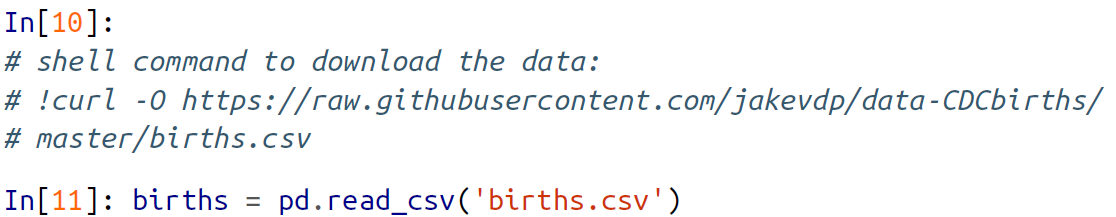 In[10]:
# shell command to download the data:
# !curl -O https://raw.githubusercontent.com/jakevdp/data-CDCbirths/
# master/births.csv
In[11]: births = pd.read_csv('births.csv')